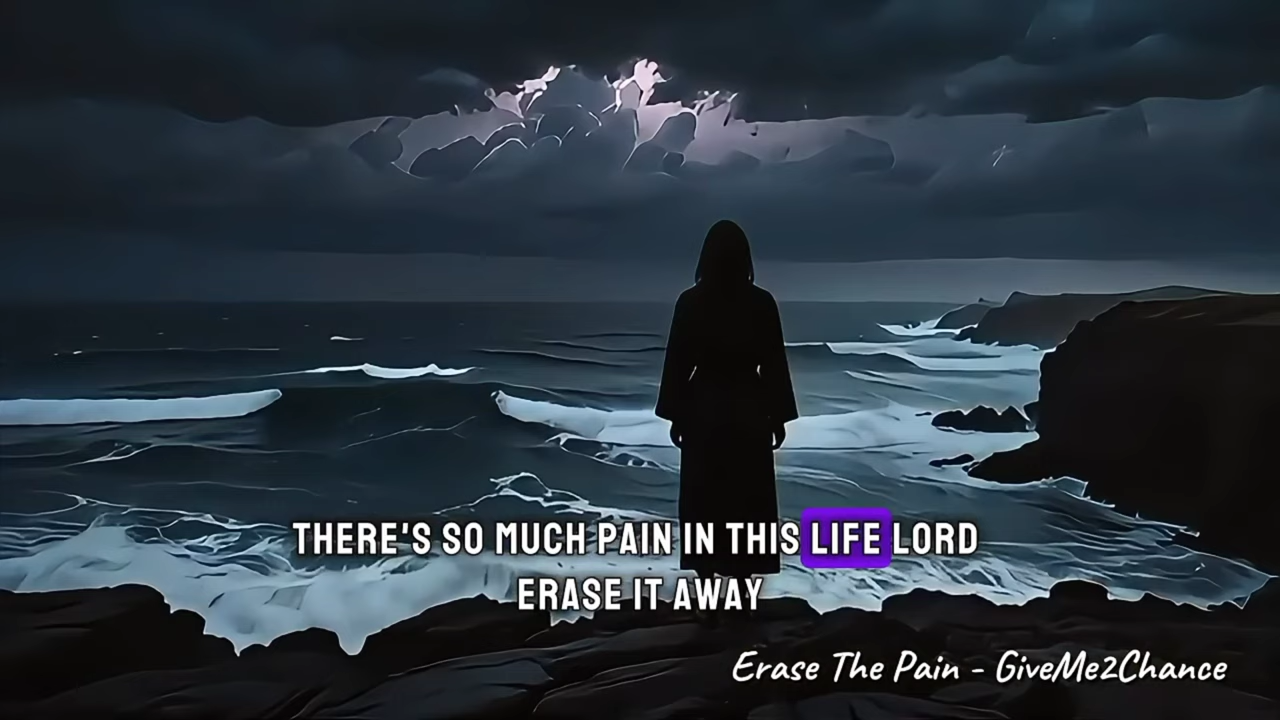 THERE'S SO MUCH PAIN IN THIS LIFE LORD
ERASE IT AWAY
Erase The Pain - GiveMe2Chance